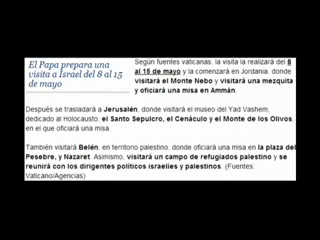 El Papa prepara una
visita a Israel del 8 al 15
de mayo
Según fuentes vaticanas, la visita la realizará del 8
al 15 de mayo y la comenzará en Jordania, donde
visitará el Monte Nebo y visitará una mezquita
y oficiará una misa en Ammán.
Después se trasladará a Jerusalén, donde visitará el museo del Yad Vashem,
dedicado al Holocausto, el Santo Sepulcro, el Cenáculo y el Monte de los Olivos,
en el que oficiará una misa.
También visitará Belén, en territorio palestino, donde oficiará una misa en la plaza del
Pesebre, y Nazaret. Asimismo, visitará un campo de refugiados palestino y se
reunirá con los dirigentes políticos israelíes y palestinos. (Fuentes:
Vaticano/Agencias)